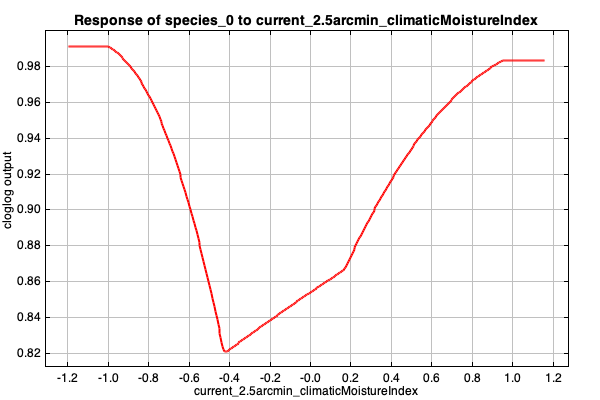 Response of species_0 to current_2.5arcmin_climaticMoistureIndex
cloglog output
0.98
0.96
0.94
0.92
0.90
0.88
0.86
0.84
0.82
-1.2 -1.0 -0.8 -0.6 -0.4 -0.2 -0.0 0.2 0.4 0.6 0.8 1.0 1.2
current_2.5arcmin_climaticMoistureIndex